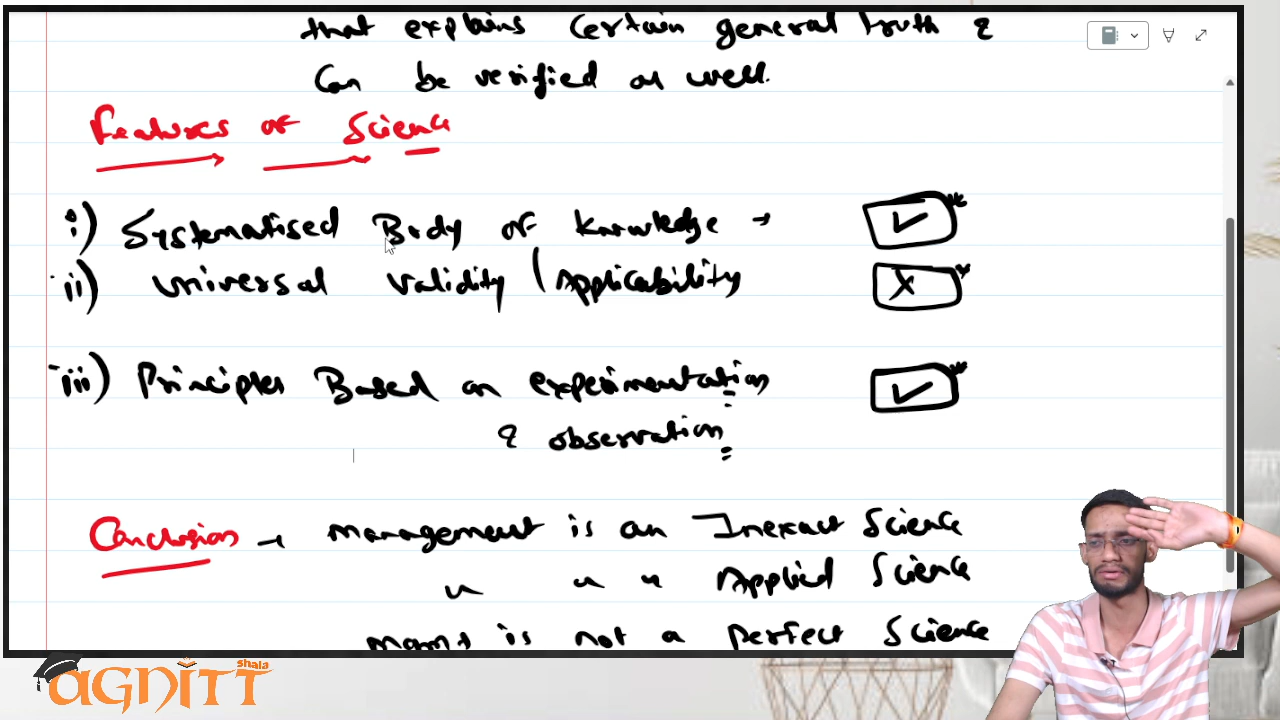 that explains certain general truth &
Can be verified as well.
Features of Science
i) Systematised Body of Knowledge →
ii) universal validity / Applicability
iii) Principles Based on experimentation
& observation
Conclusion → management is an Inexact Science
" " " Applied Science
mgmt is not a perfect Science
agnitt
shala